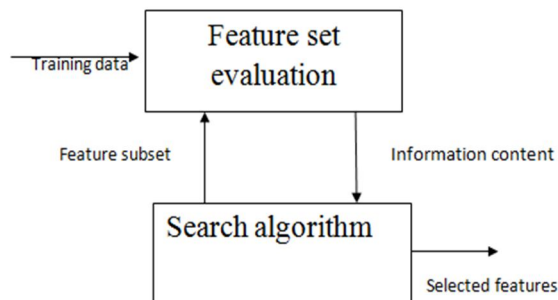 Feature set
evaluation
Training data
Feature subset
Information content
Search algorithm
Selected features